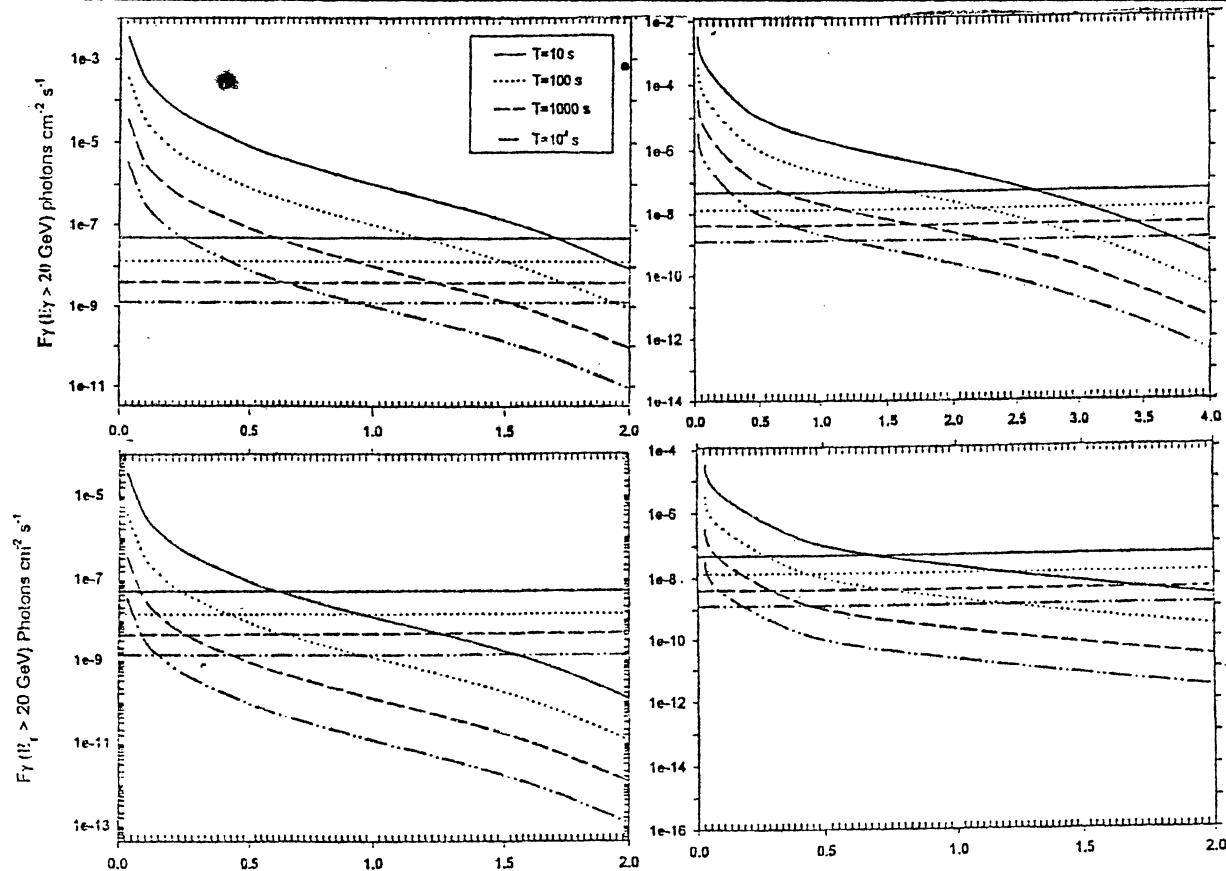 Fγ (Eγ > 20 GeV) photons cm⁻² s⁻¹
1e-3
1e-5
1e-7
1e-9
1e-11
T=10 s
T=100 s
T=1000 s
T=10⁴ s
0.0 0.5 1.0 1.5 2.0
1e-2
1e-4
1e-6
1e-8
1e-10
1e-12
1e-14
0.0 0.5 1.0 1.5 2.0 2.5 3.0 3.5 4.0
Fγ (Eγ > 20 GeV) Photons cm⁻² s⁻¹
1e-5
1e-7
1e-9
1e-11
1e-13
0.0 0.5 1.0 1.5 2.0
1e-4
1e-6
1e-8
1e-10
1e-12
1e-14
1e-16
0.5 1.0 1.5 2.0